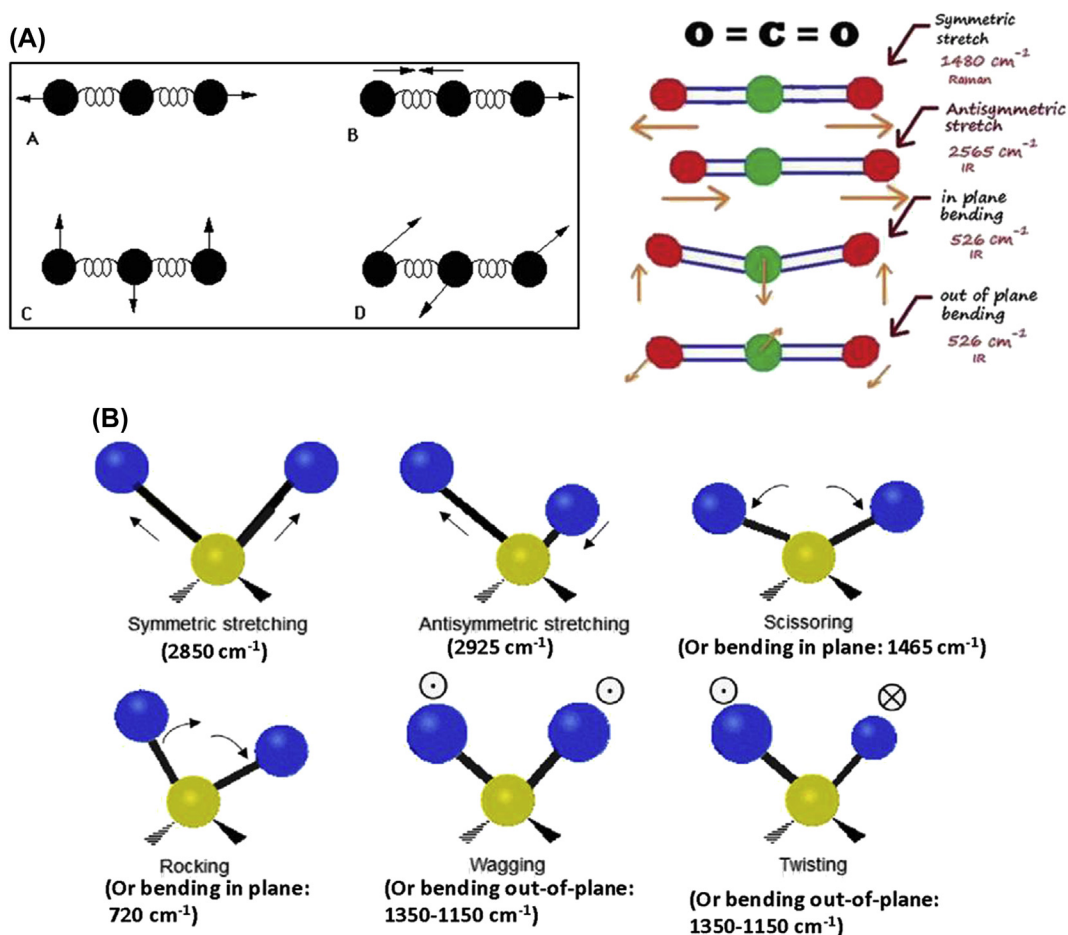 (A)
A
B
C
D
O = C = O
Symmetric
stretch
1480 cm⁻¹
Raman
Antisymmetric
stretch
2565 cm⁻¹
IR
in plane
bending
526 cm⁻¹
IR
out of plane
bending
526 cm⁻¹
IR
(B)
Symmetric stretching
(2850 cm⁻¹)
Antisymmetric stretching
(2925 cm⁻¹)
Scissoring
(Or bending in plane: 1465 cm⁻¹)
Rocking
(Or bending in plane:
720 cm⁻¹)
Wagging
(Or bending out-of-plane:
1350-1150 cm⁻¹)
Twisting
(Or bending out-of-plane:
1350-1150 cm⁻¹)